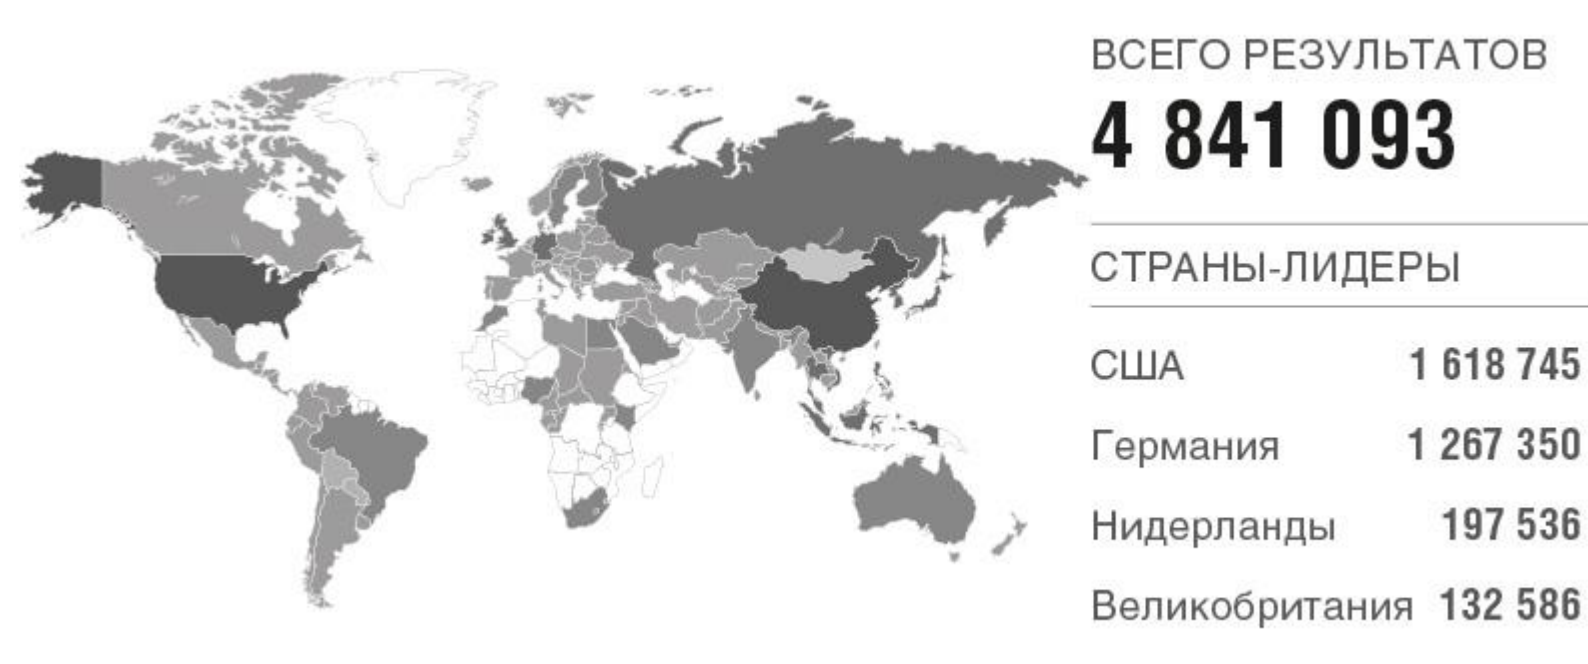 ВСЕГО РЕЗУЛЬТАТОВ
4 841 093
СТРАНЫ-ЛИДЕРЫ
США 1 618 745
Германия 1 267 350
Нидерланды 197 536
Великобритания 132 586